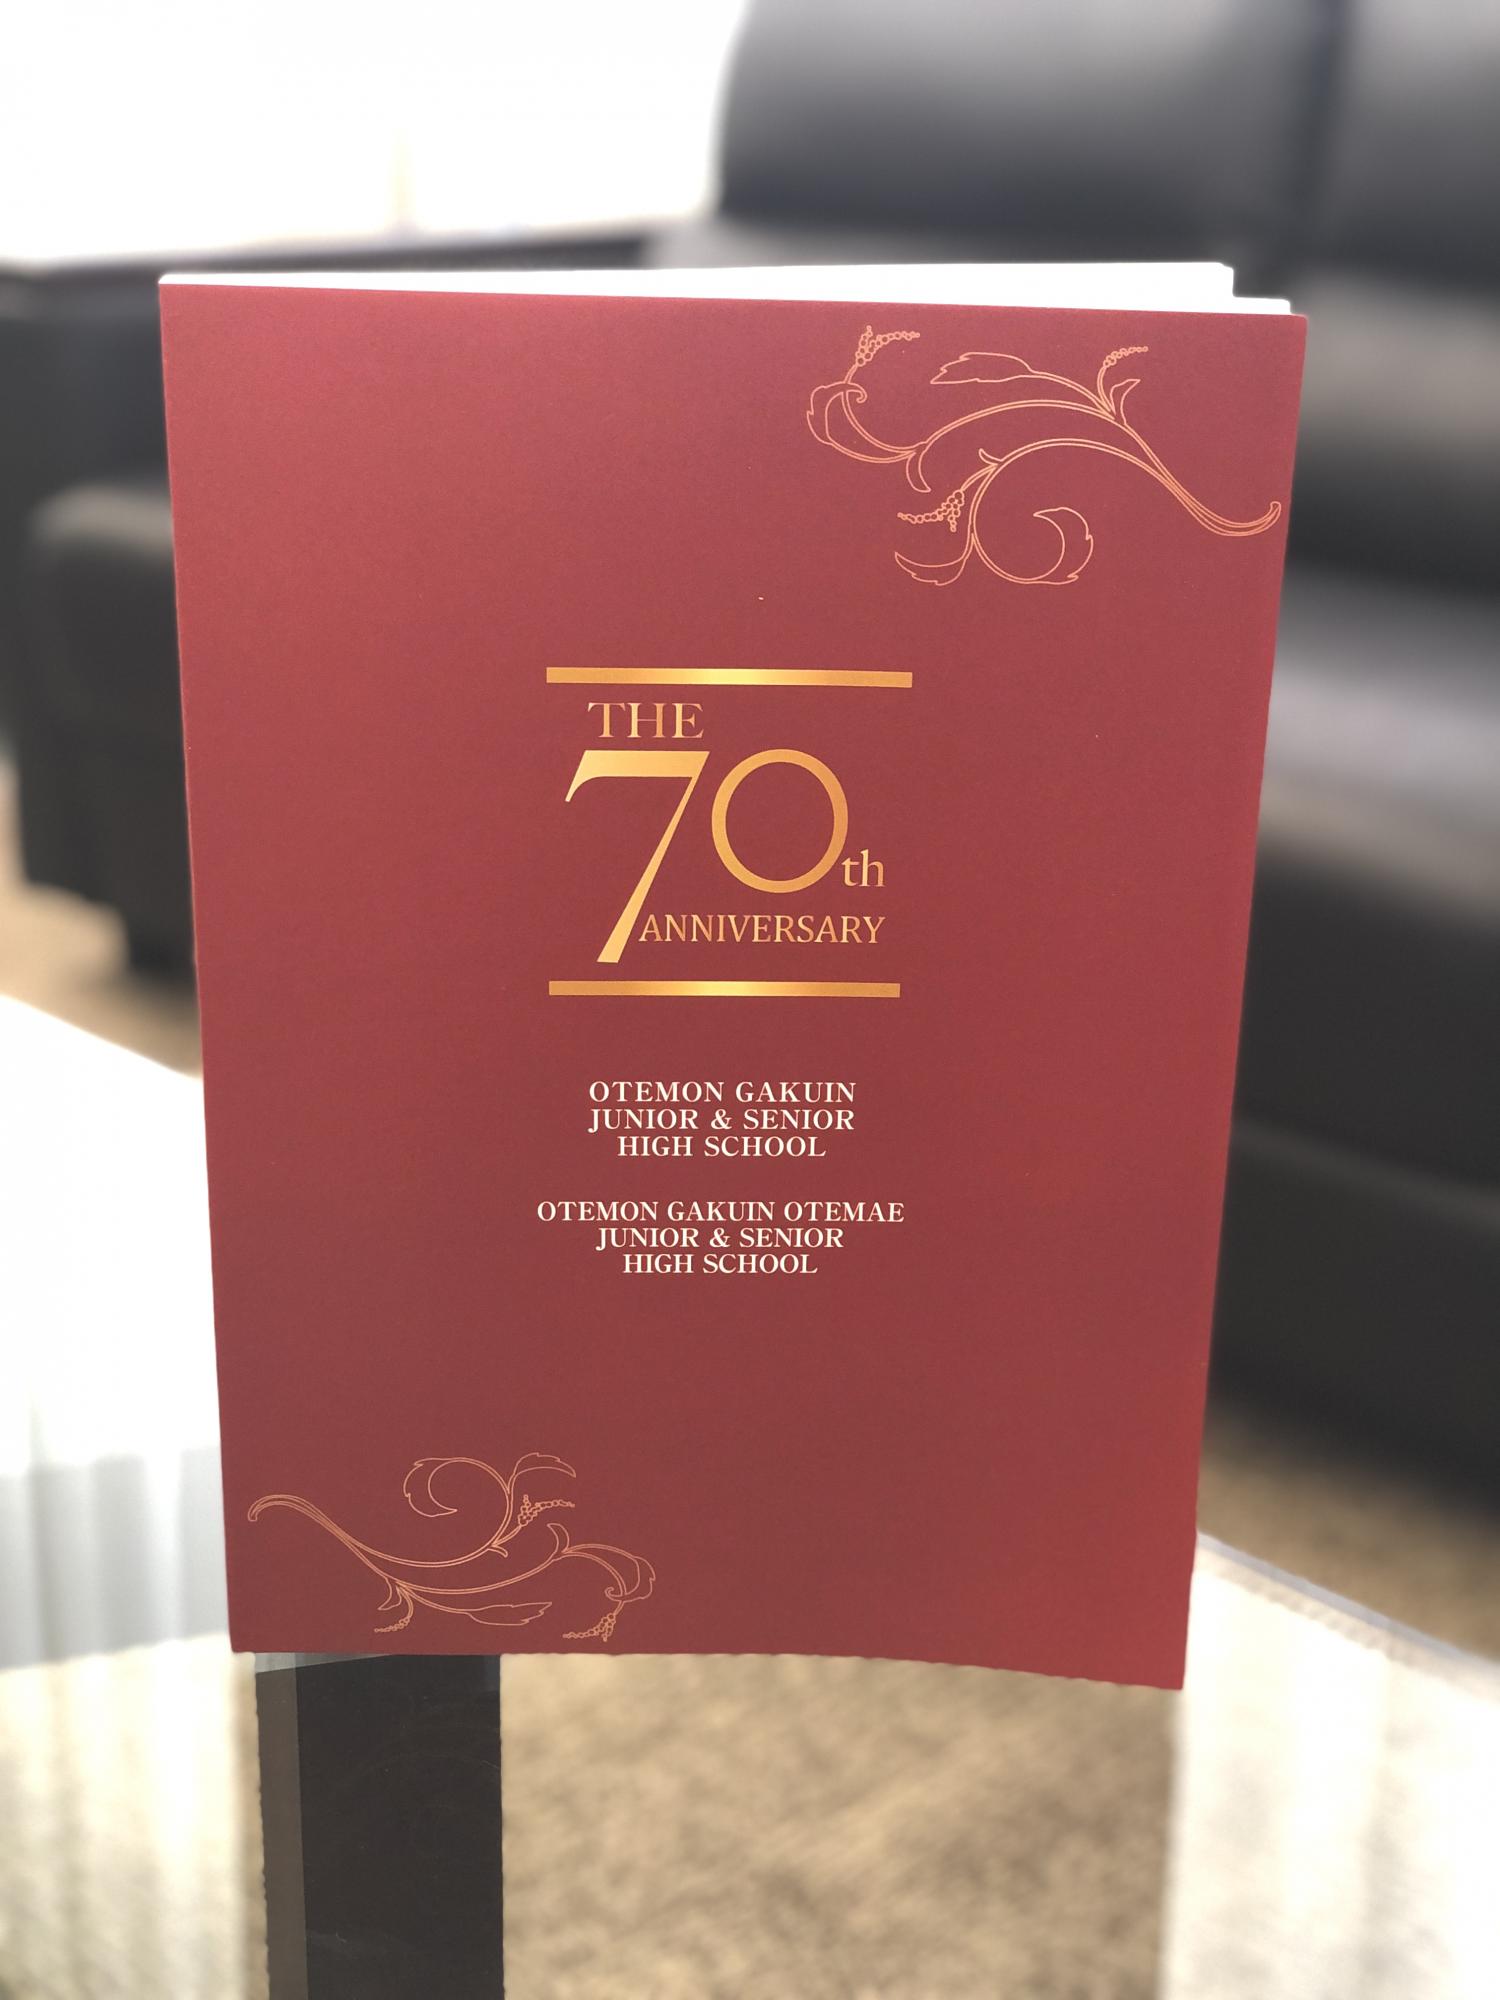 THE
70th
ANNIVERSARY
OTEMON GAKUIN
JUNIOR & SENIOR
HIGH SCHOOL
OTEMON GAKUIN OTEMAE
JUNIOR & SENIOR
HIGH SCHOOL